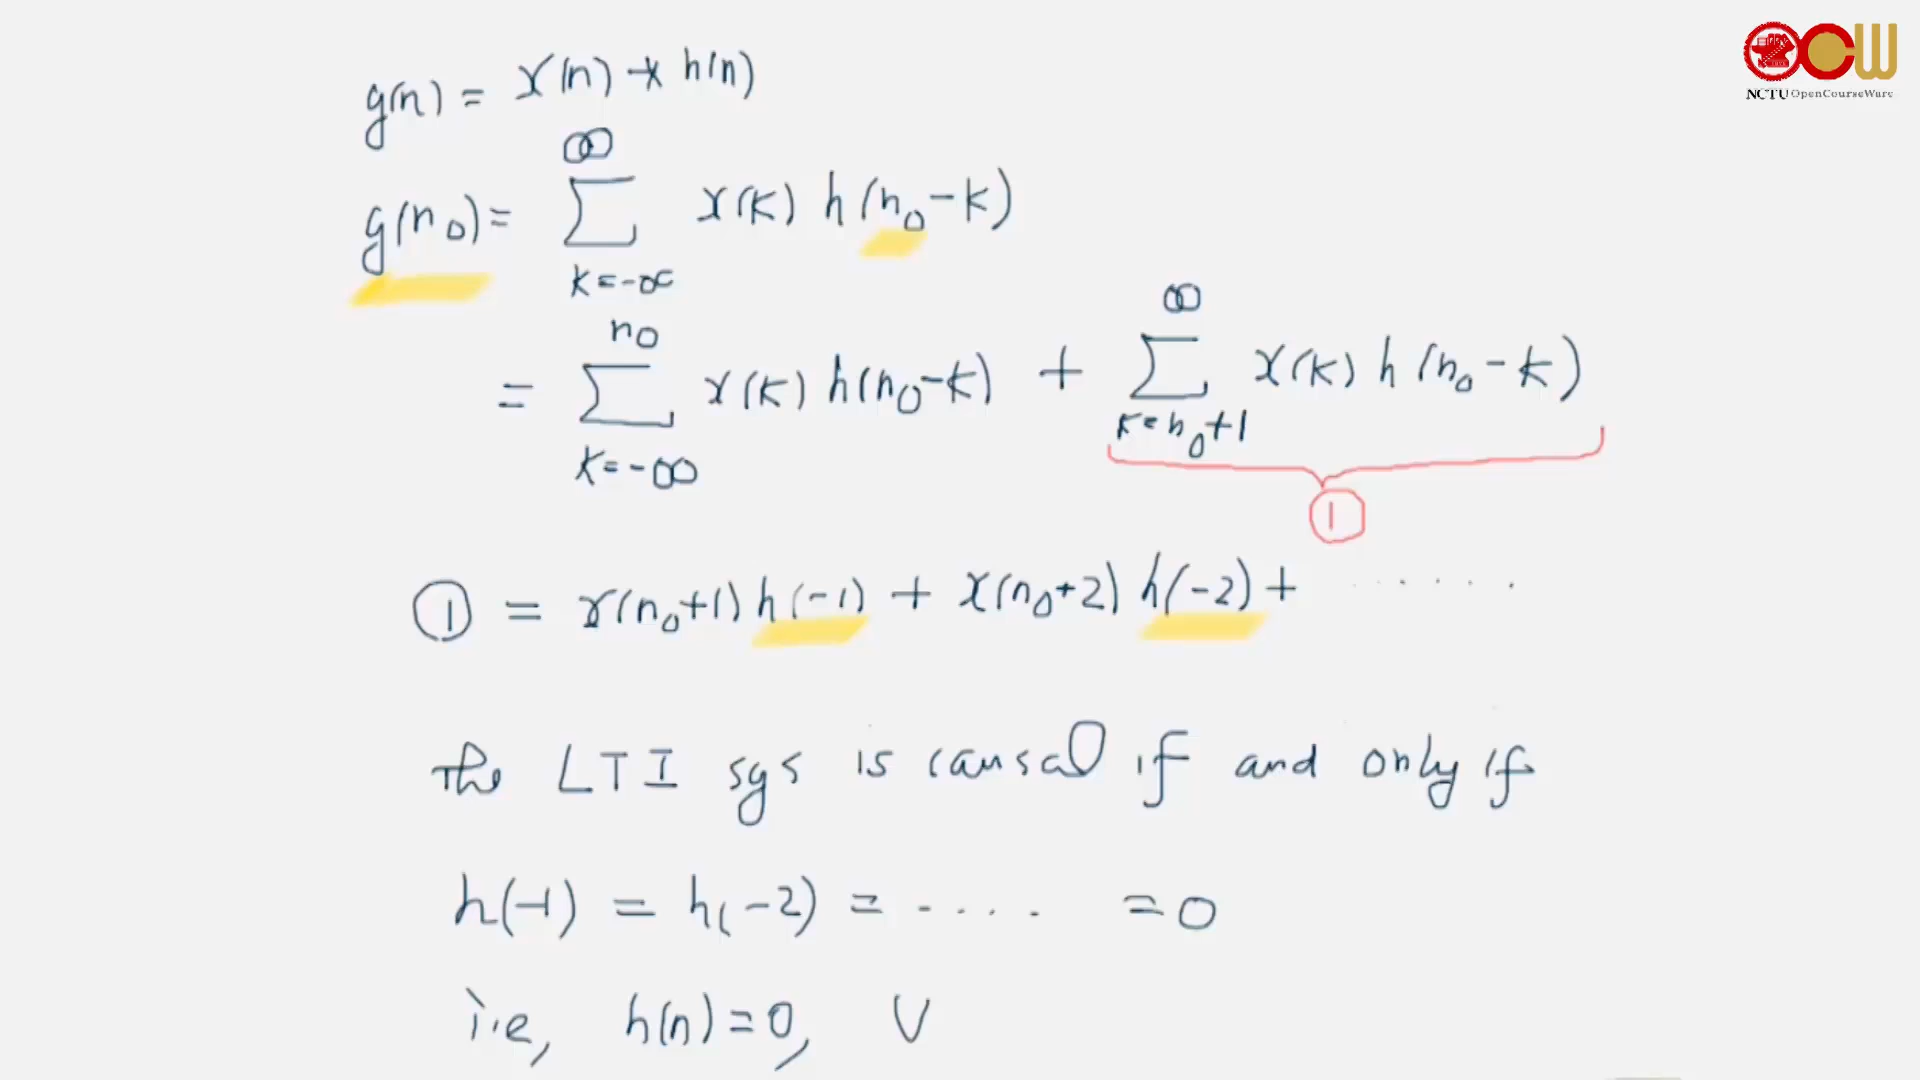 OCW
NCTU OpenCourseWare
y(n) = x(n) * h(n)
y(n₀) = ∑_{k=-∞}^{∞} x(k) h(n₀-k)
= ∑_{k=-∞}^{n₀} x(k) h(n₀-k) + ∑_{k=n₀+1}^{∞} x(k) h(n₀-k)
①
① = x(n₀+1) h(-1) + x(n₀+2) h(-2) + ......
the LTI sys is causal if and only if
h(-1) = h(-2) = ..... = 0
i.e, h(n)=0, V